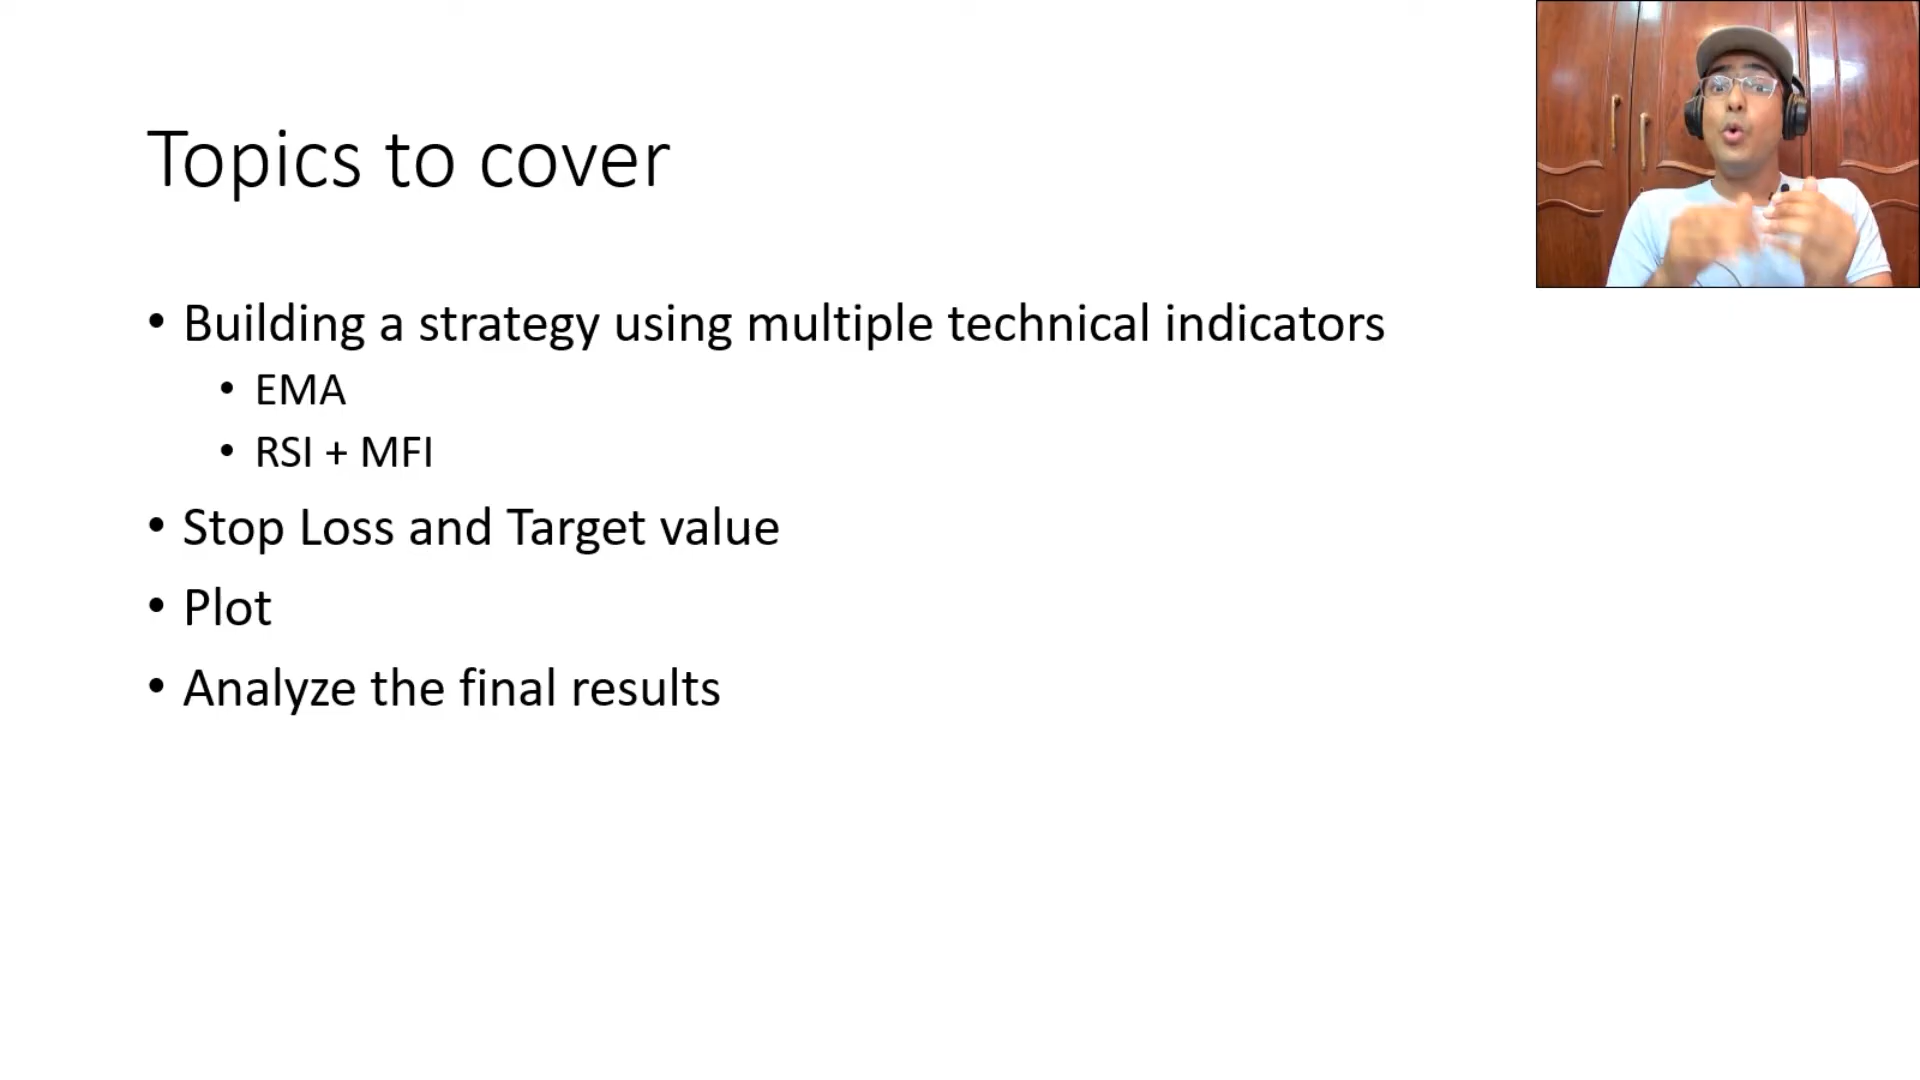 Topics to cover
• Building a strategy using multiple technical indicators
• EMA
• RSI + MFI
• Stop Loss and Target value
• Plot
• Analyze the final results